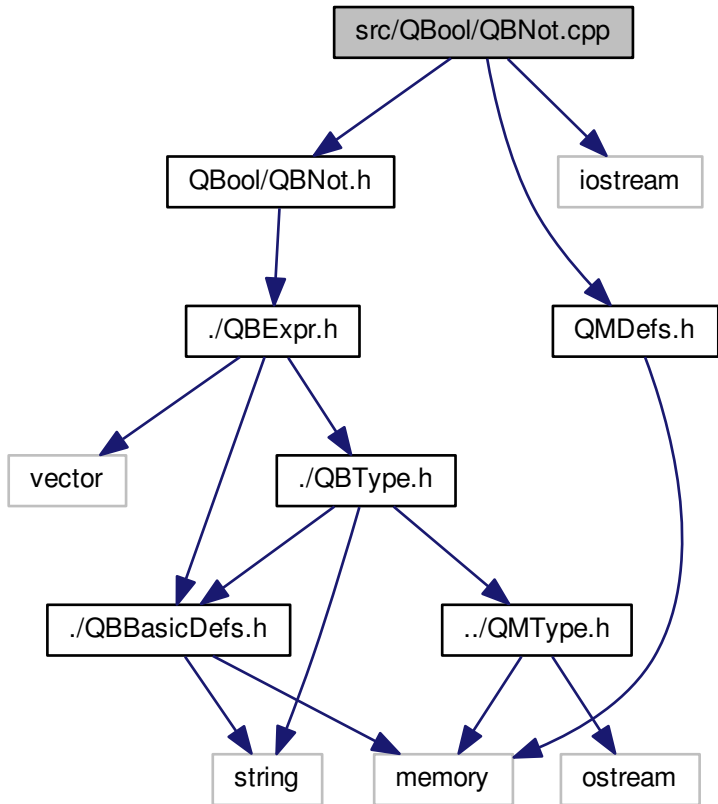 src/QBool/QBNot.cpp
QBool/QBNot.h
iostream
./QBExpr.h
QMDefs.h
vector
./QBType.h
./QBBasicDefs.h
../QMType.h
string
memory
ostream